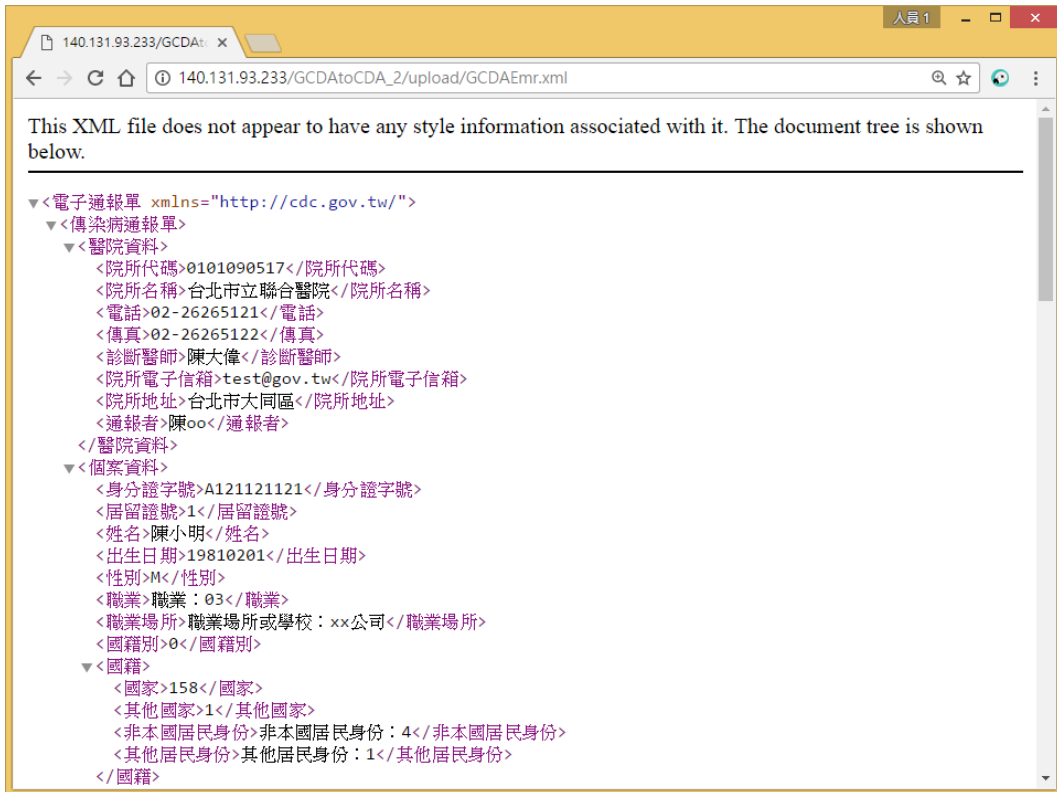 人員 1
140.131.93.233/GCDAto
140.131.93.233/GCDAtoCDA_2/upload/GCDAEmr.xml
This XML file does not appear to have any style information associated with it. The document tree is shown
below.
▼<電子通報單 xmlns="http://cdc.gov.tw/">
▼<傳染病通報單>
▼<醫院資料>
<院所代碼>0101090517</院所代碼>
<院所名稱>台北市立聯合醫院</院所名稱>
<電話>02-26265121</電話>
<傳真>02-26265122</傳真>
<診斷醫師>陳大偉</診斷醫師>
<院所電子信箱>test@gov.tw</院所電子信箱>
<院所地址>台北市大同區</院所地址>
<通報者>陳oo</通報者>
</醫院資料>
▼<個案資料>
<身分證字號>A121121121</身分證字號>
<居留證號>1</居留證號>
<姓名>陳小明</姓名>
<出生日期>19810201</出生日期>
<性別>M</性別>
<職業>職業：03</職業>
<職業場所>職業場所或學校：xx公司</職業場所>
<國籍別>0</國籍別>
▼<國籍>
<國家>158</國家>
<其他國家>1</其他國家>
<非本國居民身份>非本國居民身份：4</非本國居民身份>
<其他居民身份>其他居民身份：1</其他居民身份>
</國籍>